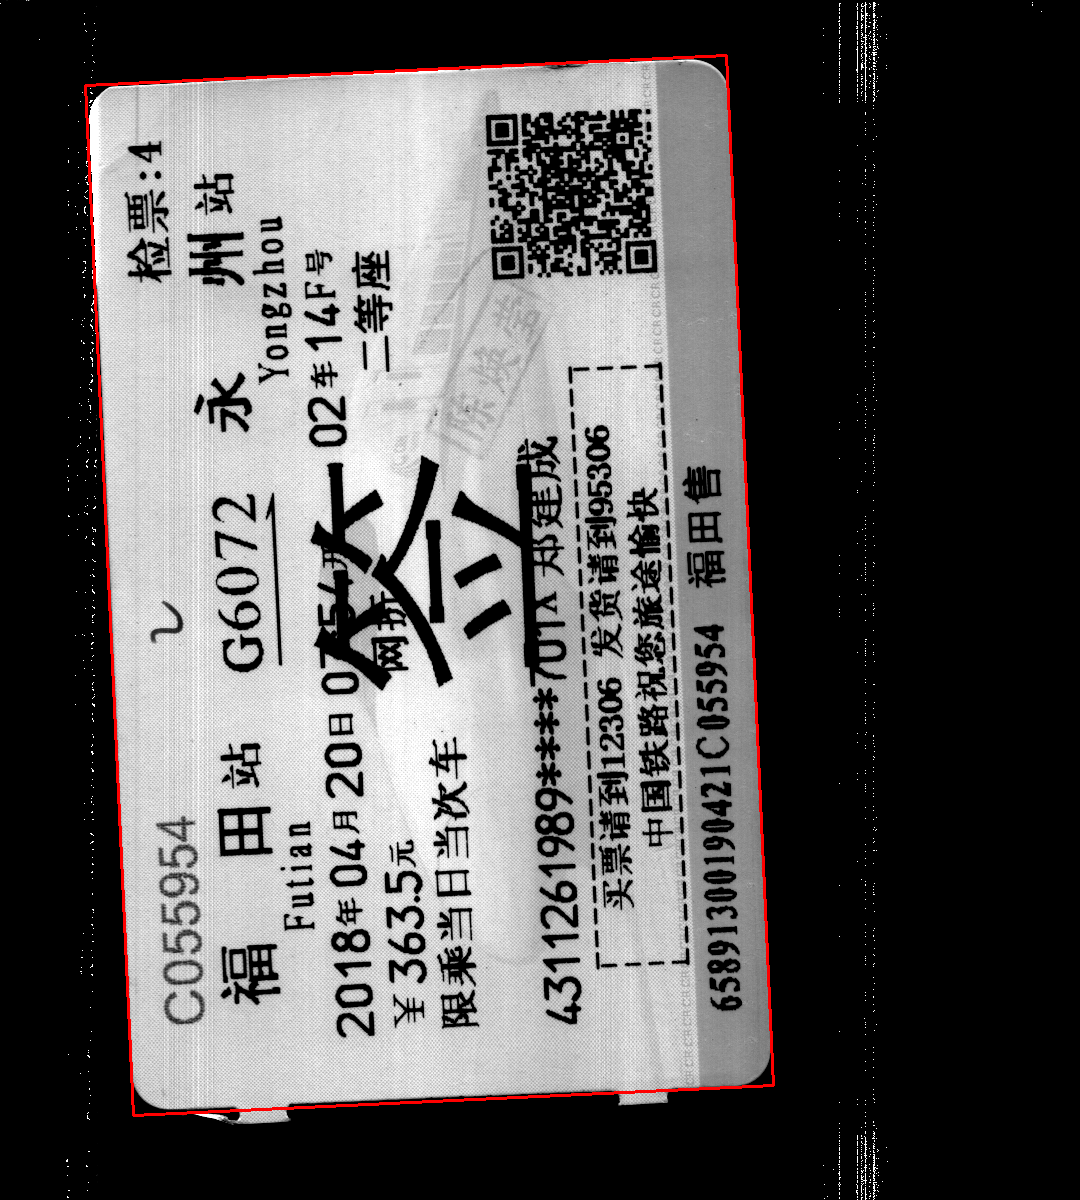 C055954 检票:4
福田站 G6072 永州站
Futian Yongzhou
2018年04月20日 07:54开 02年14F号
¥363.5元 网折 二等座
限乘当日当次车
签
4311261989****701X 郑建成
买票请到12306 发货请到95306
中国铁路祝您旅途愉快
65891300190421C055954 福田售